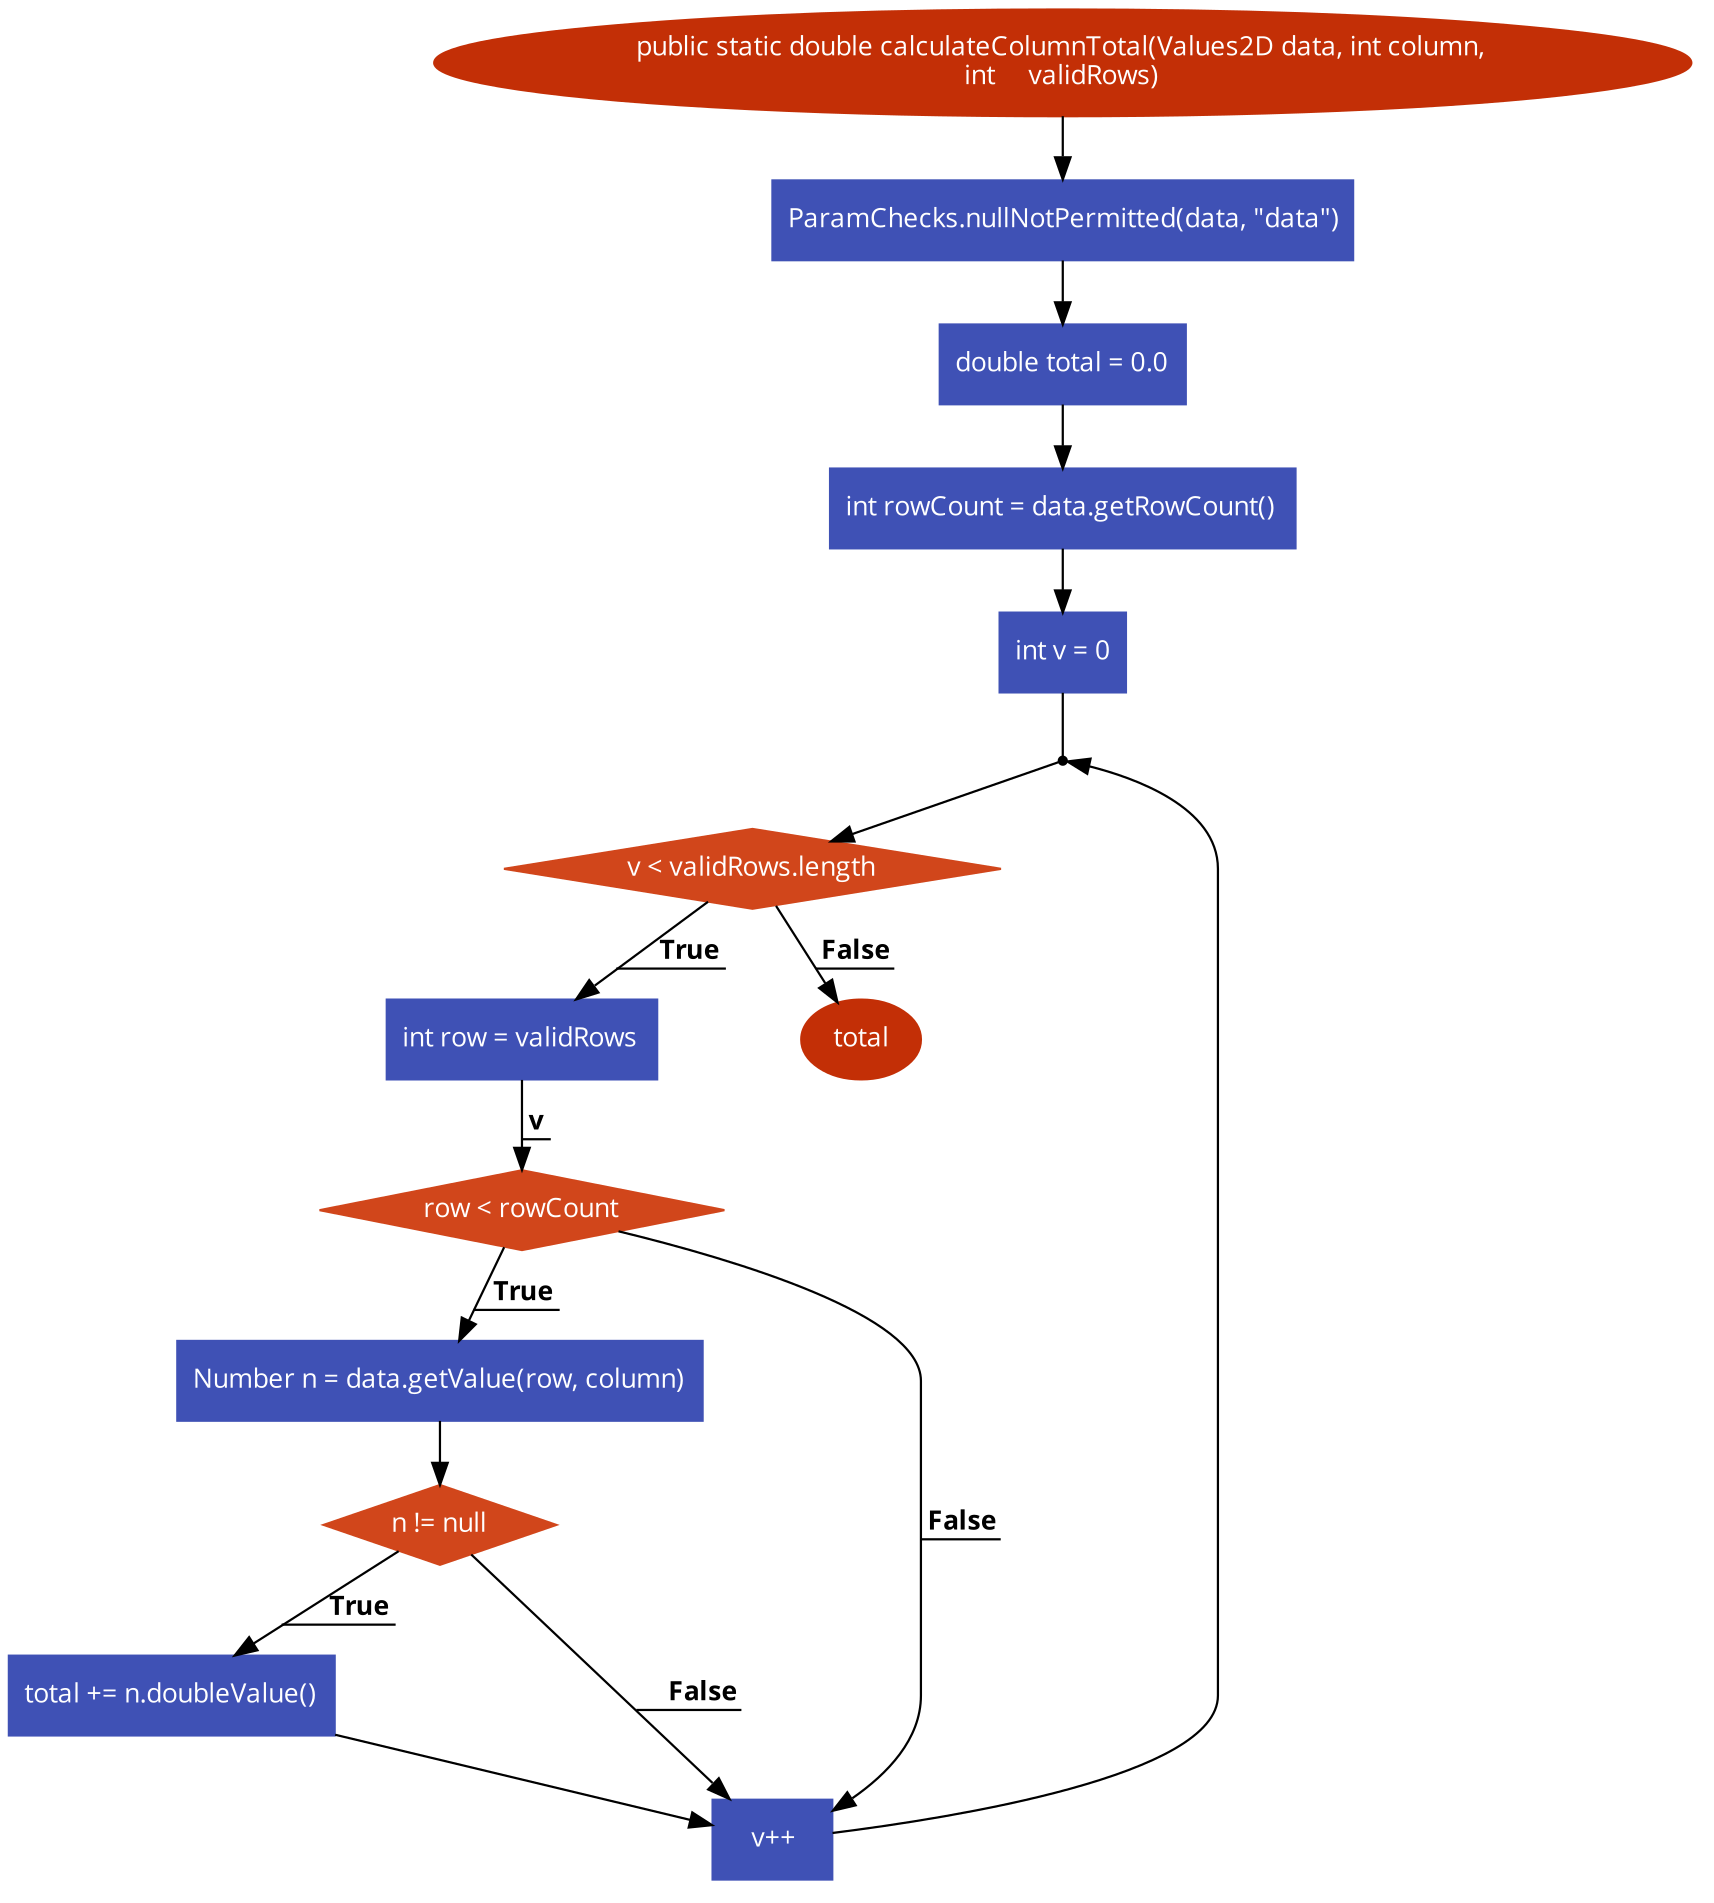 public static double calculateColumnTotal(Values2D data, int column,
int     validRows)
ParamChecks.nullNotPermitted(data, "data")
double total = 0.0
int rowCount = data.getRowCount()
int v = 0
v < validRows.length
True
False
int row = validRows
total
v
row < rowCount
True
Number n = data.getValue(row, column)
n != null
False
True
total += n.doubleValue()
False
v++